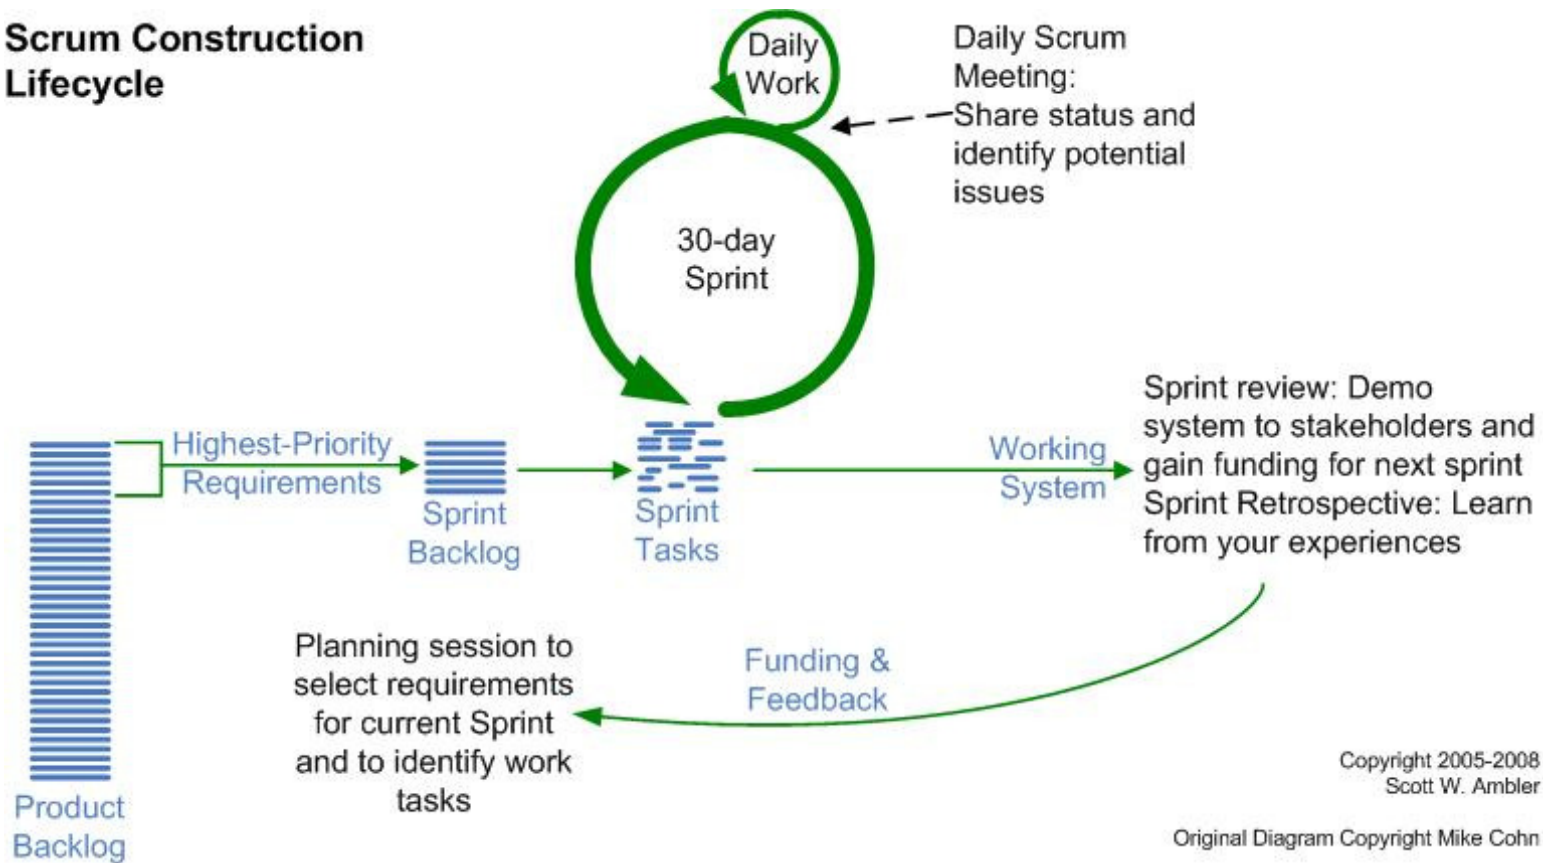 Scrum Construction
Lifecycle
Daily
Work
Daily Scrum
Meeting:
Share status and
identify potential
issues
30-day
Sprint
Highest-Priority
Requirements
Sprint
Backlog
Sprint
Tasks
Working
System
Sprint review: Demo
system to stakeholders and
gain funding for next sprint
Sprint Retrospective: Learn
from your experiences
Planning session to
select requirements
for current Sprint
and to identify work
tasks
Funding &
Feedback
Product
Backlog
Copyright 2005-2008
Scott W. Ambler
Original Diagram Copyright Mike Cohn